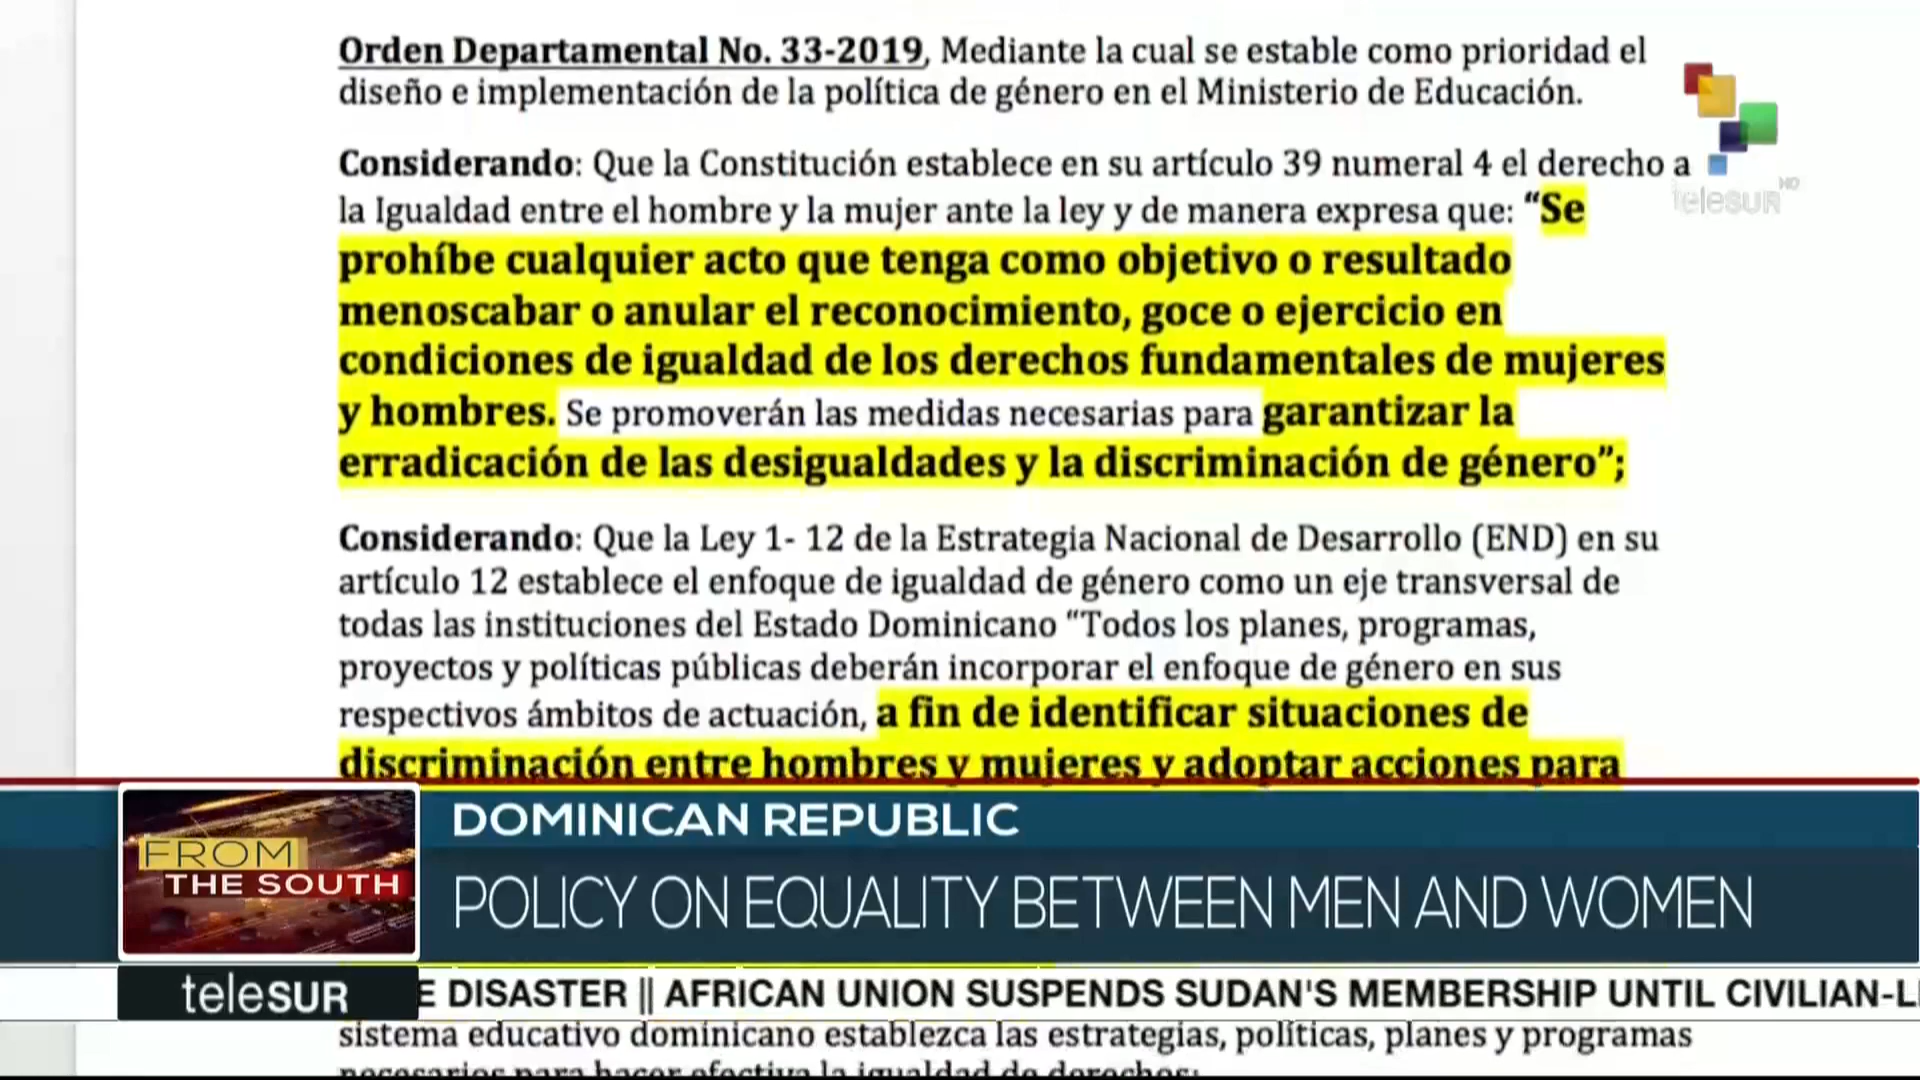 Orden Departamental No. 33-2019, Mediante la cual se estable como prioridad el
diseño e implementación de la política de género en el Ministerio de Educación.
Considerando: Que la Constitución establece en su artículo 39 numeral 4 el derecho a
la Igualdad entre el hombre y la mujer ante la ley y de manera expresa que: “Se
prohíbe cualquier acto que tenga como objetivo o resultado
menoscabar o anular el reconocimiento, goce o ejercicio en
condiciones de igualdad de los derechos fundamentales de mujeres
y hombres. Se promoverán las medidas necesarias para garantizar la
erradicación de las desigualdades y la discriminación de género”;
Considerando: Que la Ley 1- 12 de la Estrategia Nacional de Desarrollo (END) en su
artículo 12 establece el enfoque de igualdad de género como un eje transversal de
todas las instituciones del Estado Dominicano “Todos los planes, programas,
proyectos y políticas públicas deberán incorporar el enfoque de género en sus
respectivos ámbitos de actuación, a fin de identificar situaciones de
discriminación entre hombres y mujeres y adoptar acciones para
teleSUR HD
DOMINICAN REPUBLIC
FROM
THE SOUTH
POLICY ON EQUALITY BETWEEN MEN AND WOMEN
teleSUR
E DISASTER || AFRICAN UNION SUSPENDS SUDAN'S MEMBERSHIP UNTIL CIVILIAN-L
sistema educativo dominicano establezca las estrategias, políticas, planes y programas
necesarios para hacer efectiva la igualdad de derechos;